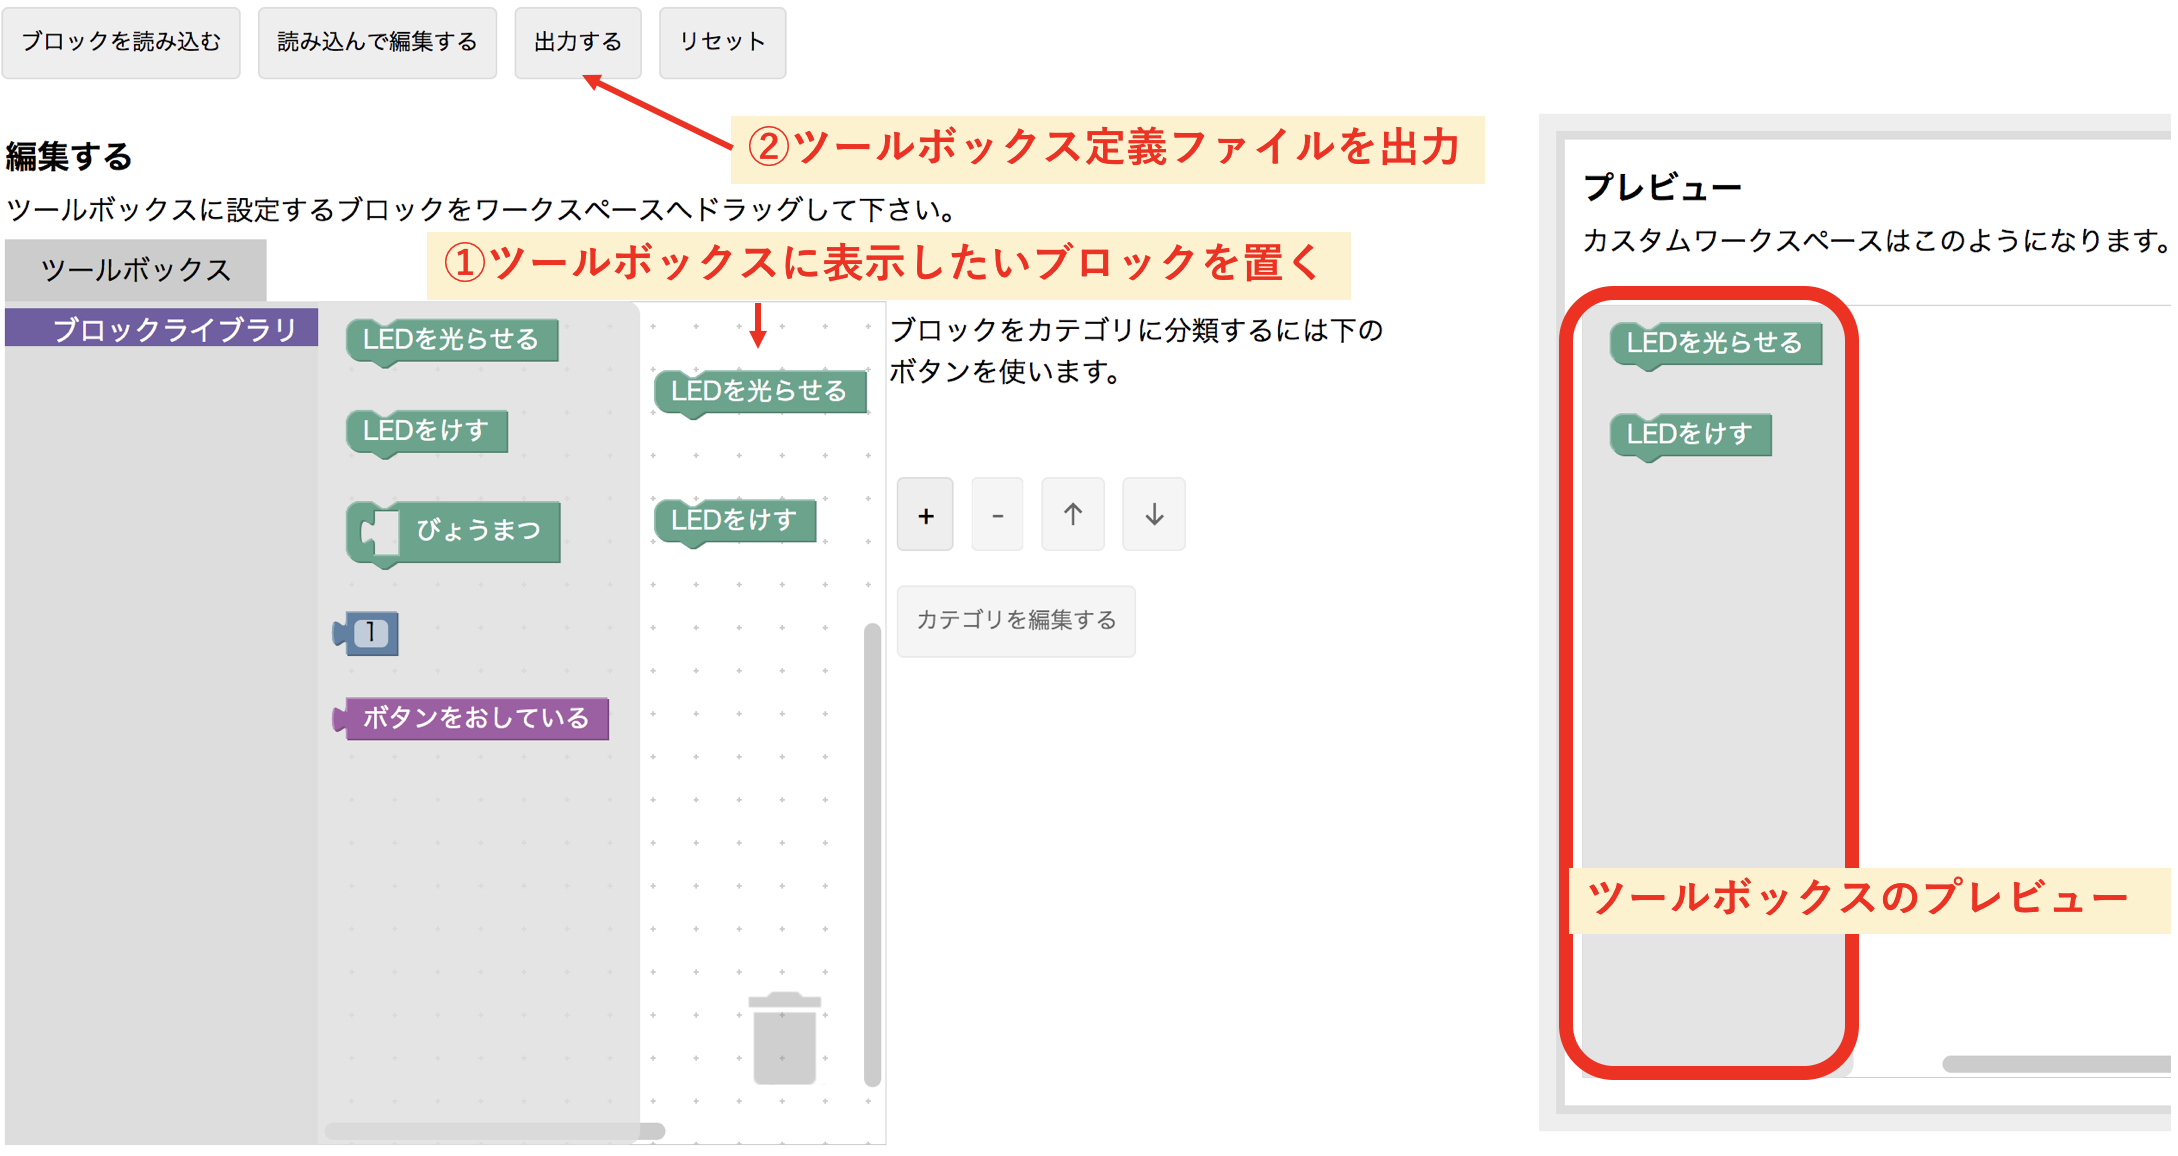 ブロックを読み込む
読み込んで編集する
出力する
リセット
②ツールボックス定義ファイルを出力
編集する
ツールボックスに設定するブロックをワークスペースへドラッグして下さい。
ツールボックス
①ツールボックスに表示したいブロックを置く
ブロックライブラリ
LEDを光らせる
LEDをけす
びょうまつ
1
ボタンをおしている
LEDを光らせる
LEDをけす
ブロックをカテゴリに分類するには下の
ボタンを使います。
+
-
↑
↓
カテゴリを編集する
プレビュー
カスタムワークスペースはこのようになります。
LEDを光らせる
LEDをけす
ツールボックスのプレビュー